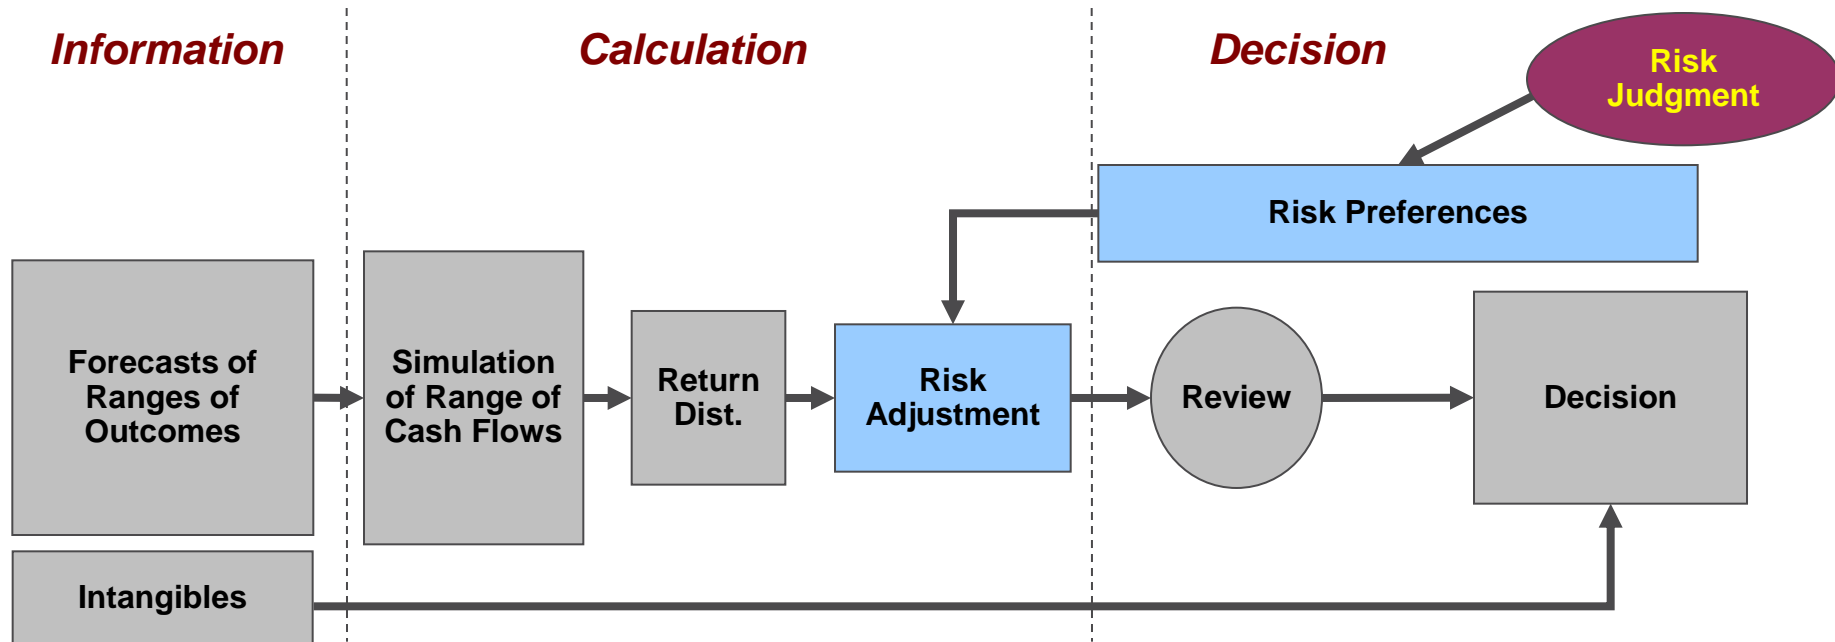 Information
Calculation
Decision
Risk
Judgment
Risk Preferences
Forecasts of
Ranges of
Outcomes
Simulation
of Range of
Cash Flows
Return
Dist.
Risk
Adjustment
Review
Decision
Intangibles